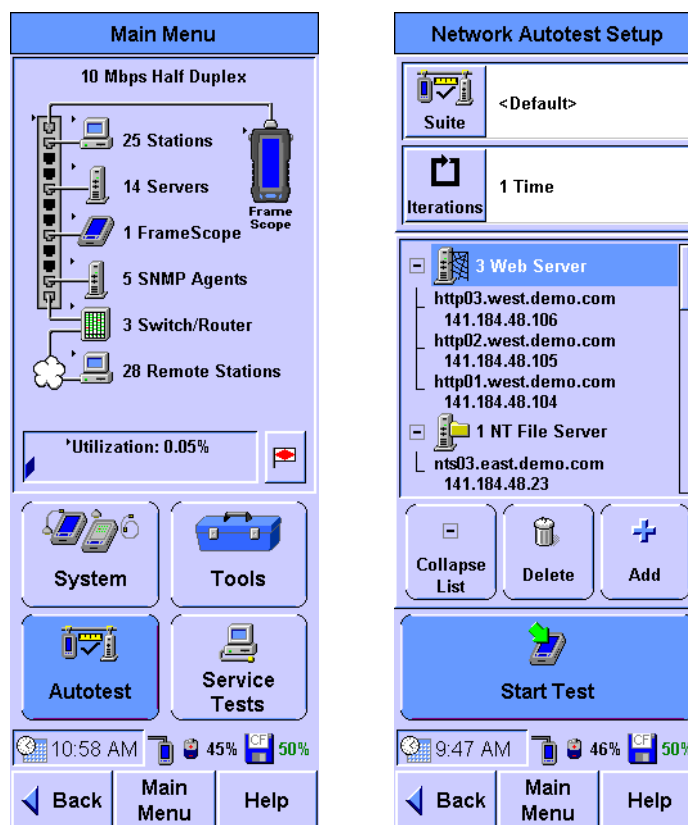 Main Menu
10 Mbps Half Duplex
25 Stations
14 Servers
Frame
Scope
1 FrameScope
5 SNMP Agents
3 Switch/Router
28 Remote Stations
Utilization: 0.05%
System
Tools
Autotest
Service
Tests
10:58 AM
45%
CF
50%
Back
Main
Menu
Help
Network Autotest Setup
Suite
<Default>
Iterations
1 Time
3 Web Server
http03.west.demo.com
141.184.48.106
http02.west.demo.com
141.184.48.105
http01.west.demo.com
141.184.48.104
1 NT File Server
nts03.east.demo.com
141.184.48.23
Collapse
List
Delete
Add
Start Test
9:47 AM
46%
CF
50%
Back
Main
Menu
Help